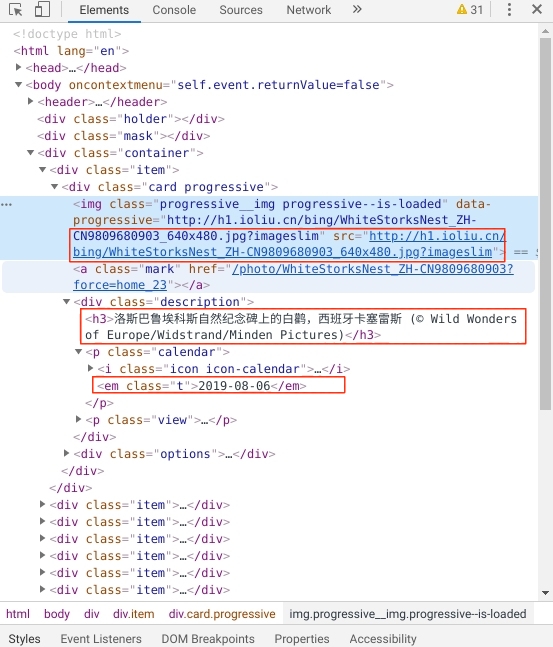 Elements Console Sources Network » 31
<!doctype html>
<html lang="en">
<head>…</head>
<body oncontextmenu="self.event.returnValue=false">
<header>…</header>
<div class="holder"></div>
<div class="mask"></div>
<div class="container">
<div class="item">
<div class="card progressive">
<img class="progressive__img progressive--is-loaded" data-
progressive="http://h1.ioliu.cn/bing/WhiteStorksNest_ZH-
CN9809680903_640x480.jpg?imageslim" src="http://h1.ioliu.cn/
bing/WhiteStorksNest_ZH-CN9809680903_640x480.jpg?imageslim"> ==
<a class="mark" href="/photo/WhiteStorksNest_ZH-CN9809680903?
force=home_23"></a>
<div class="description">
<h3>洛斯巴鲁埃科斯自然纪念碑上的白鹳，西班牙卡塞雷斯 (© Wild Wonders
of Europe/Widstrand/Minden Pictures)</h3>
<p class="calendar">
<i class="icon icon-calendar">…</i>
<em class="t">2019-08-06</em>
</p>
<p class="view">…</p>
</div>
<div class="options">…</div>
</div>
</div>
<div class="item">…</div>
<div class="item">…</div>
<div class="item">…</div>
<div class="item">…</div>
<div class="item">…</div>
<div class="item">…</div>
html body div div.item div.card.progressive img.progressive__img.progressive--is-loaded
Styles Event Listeners DOM Breakpoints Properties Accessibility